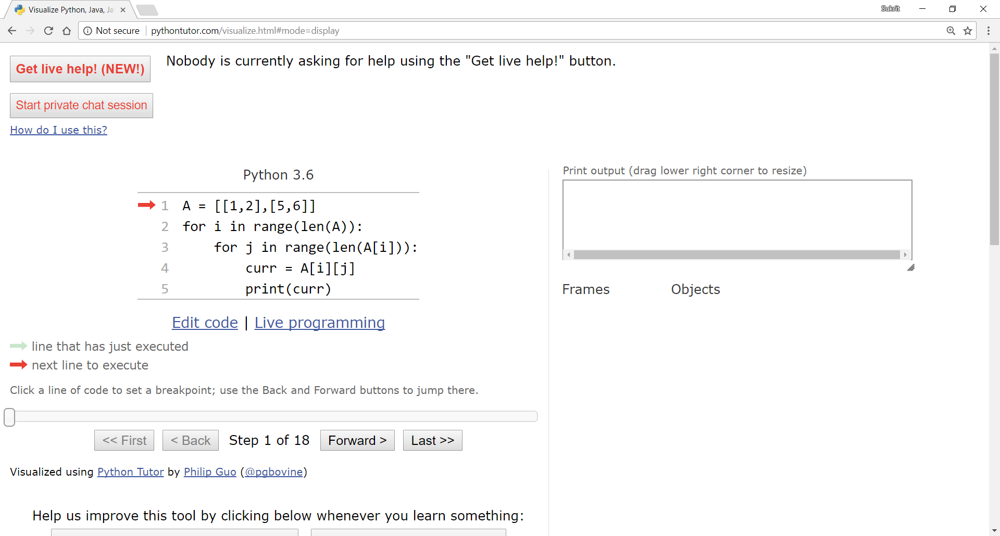 Visualize Python, Java, Ja
Sukrit
Not secure
pythontutor.com/visualize.html#mode=display
Get live help! (NEW!)
Nobody is currently asking for help using the "Get live help!" button.
Start private chat session
How do I use this?
Python 3.6
1 A = [[1,2],[5,6]]
2 for i in range(len(A)):
3     for j in range(len(A[i])):
4         curr = A[i][j]
5         print(curr)
Edit code | Live programming
line that has just executed
next line to execute
Click a line of code to set a breakpoint; use the Back and Forward buttons to jump there.
<< First
< Back
Step 1 of 18
Forward >
Last >>
Visualized using Python Tutor by Philip Guo (@pgbovine)
Help us improve this tool by clicking below whenever you learn something:
Print output (drag lower right corner to resize)
Frames
Objects